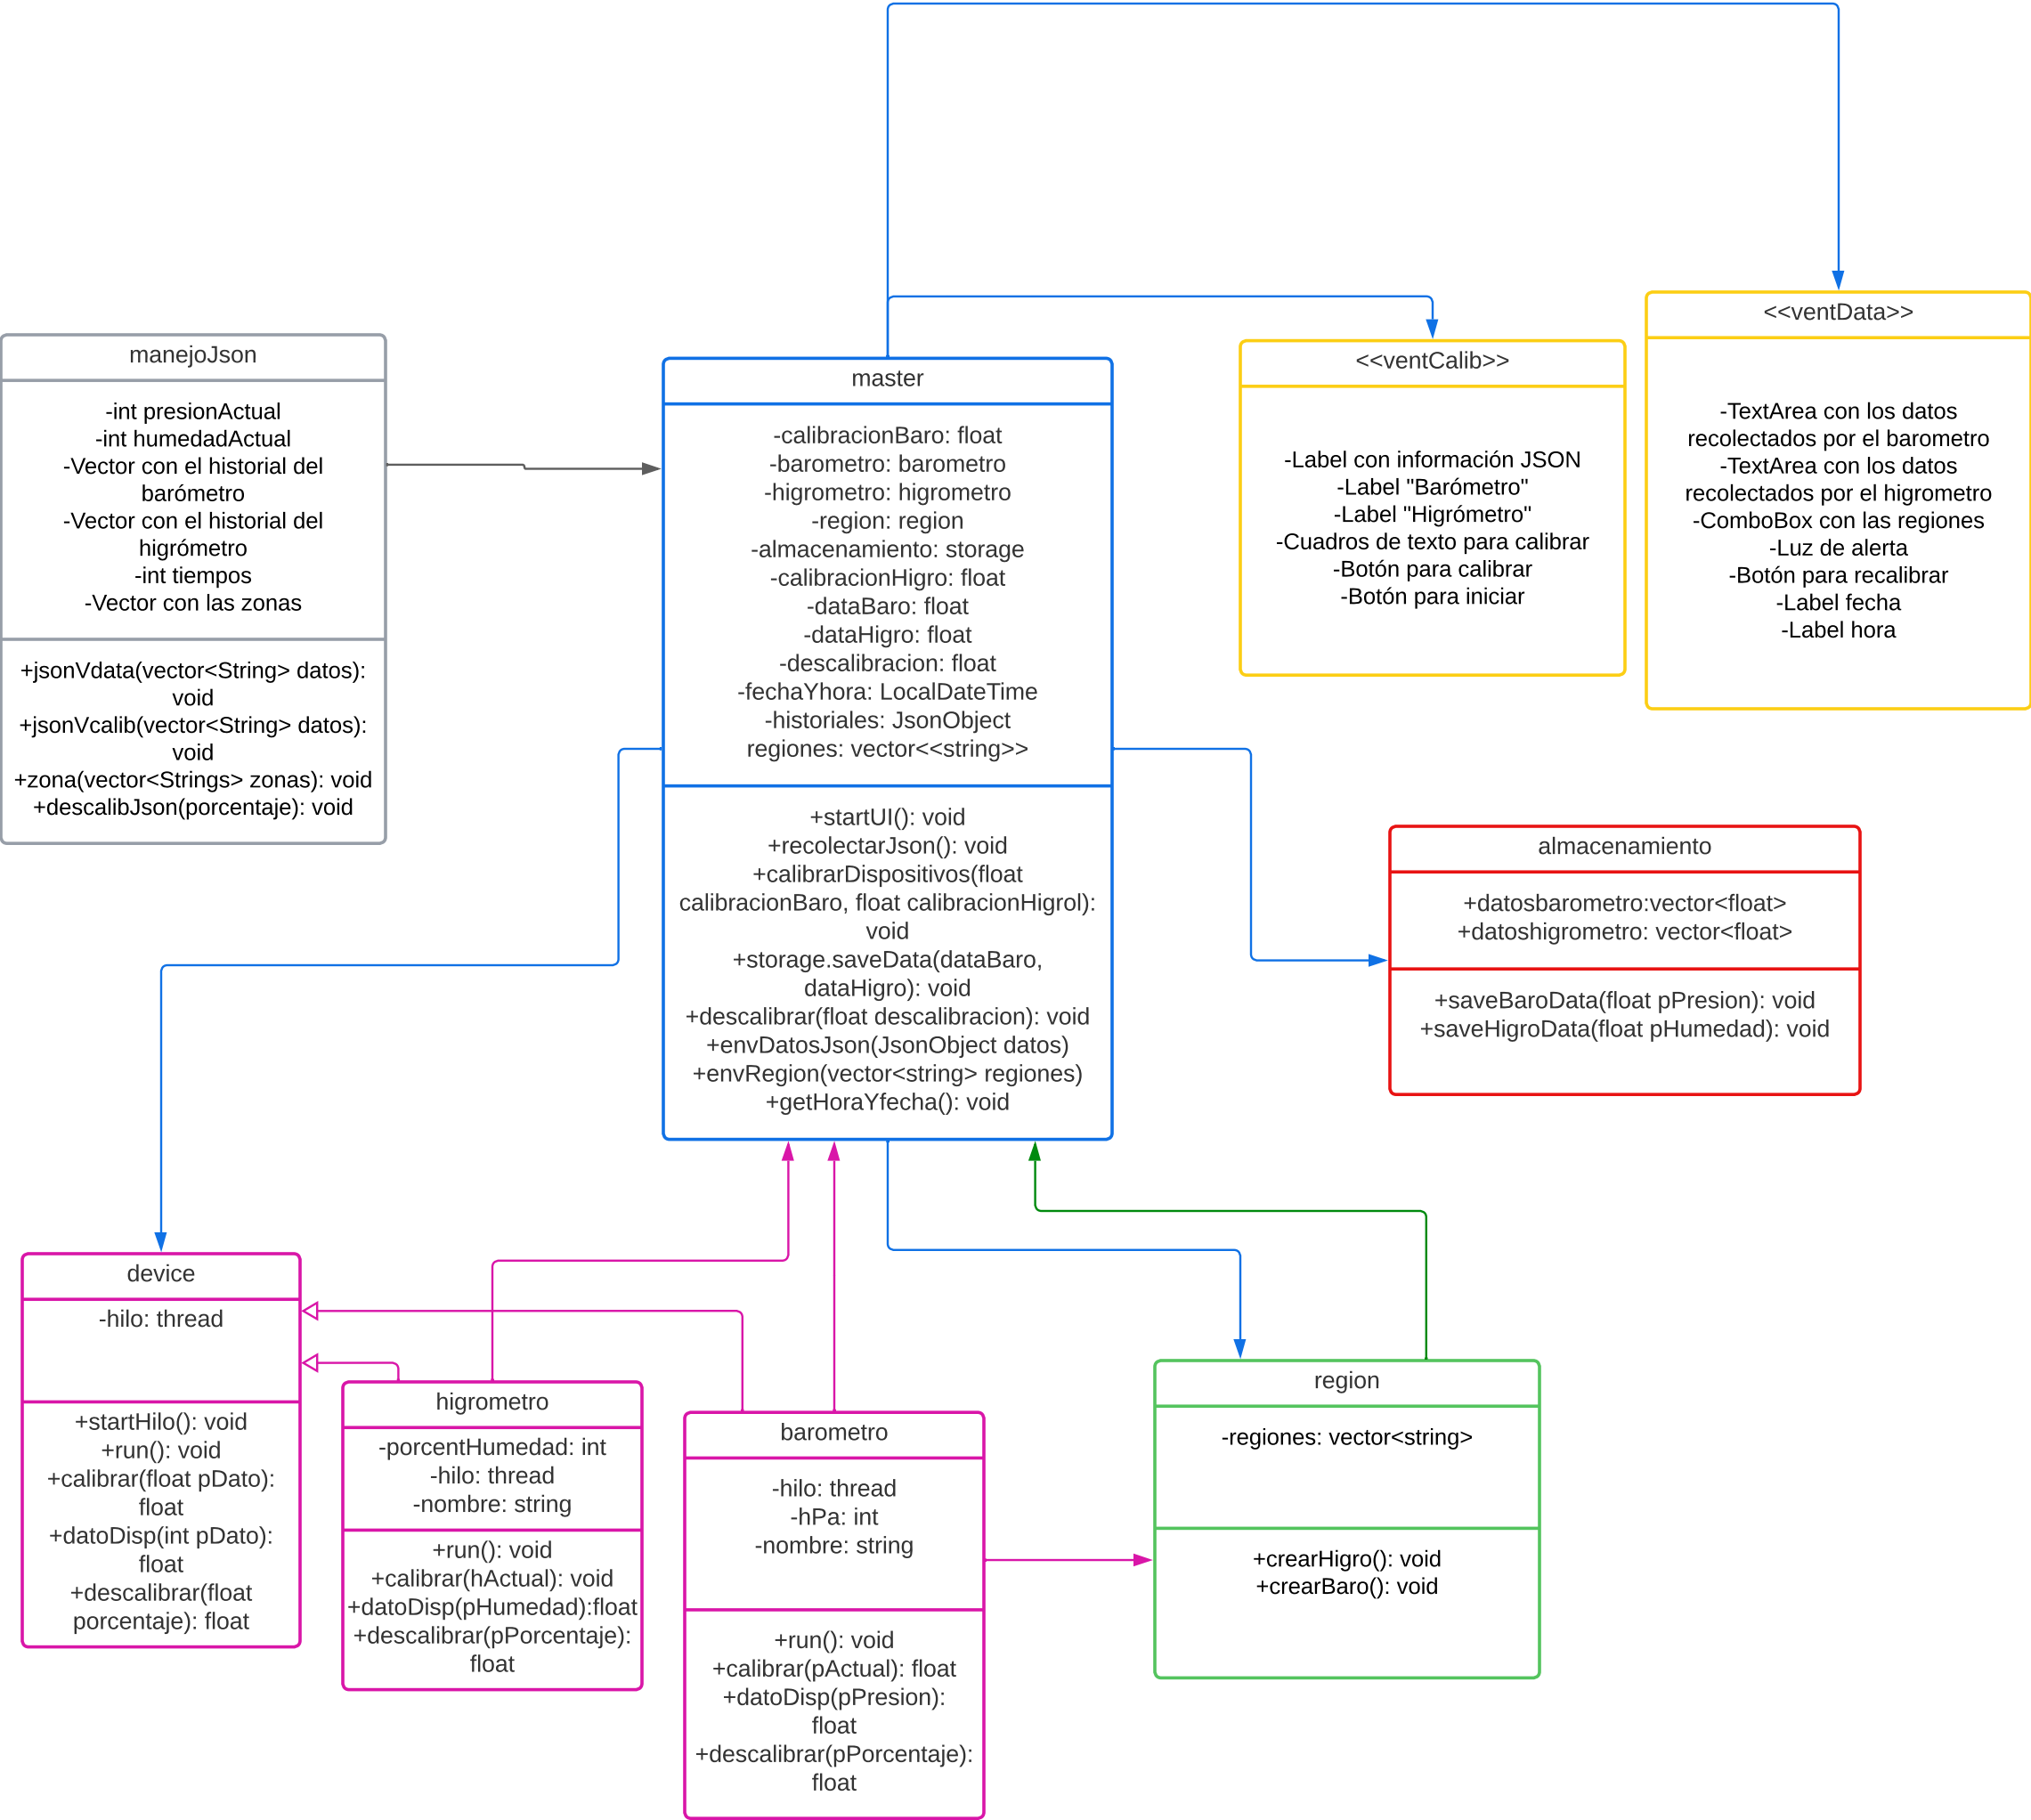 manejoJson
-int presionActual
-int humedadActual
-Vector con el historial del
barómetro
-Vector con el historial del
higrómetro
-int tiempos
-Vector con las zonas
+jsonVdata(vector<String> datos):
void
+jsonVcalib(vector<String> datos):
void
+zona(vector<Strings> zonas): void
+descalibJson(porcentaje): void
master
-calibracionBaro: float
-barometro: barometro
-higrometro: higrometro
-region: region
-almacenamiento: storage
-calibracionHigro: float
-dataBaro: float
-dataHigro: float
-descalibracion: float
-fechaYhora: LocalDateTime
-historiales: JsonObject
regiones: vector<<string>>
+startUI(): void
+recolectarJson(): void
+calibrarDispositivos(float
calibracionBaro, float calibracionHigrol):
void
+storage.saveData(dataBaro,
dataHigro): void
+descalibrar(float descalibracion): void
+envDatosJson(JsonObject datos)
+envRegion(vector<string> regiones)
+getHoraYfecha(): void
<<ventCalib>>
-Label con información JSON
-Label "Barómetro"
-Label "Higrómetro"
-Cuadros de texto para calibrar
-Botón para calibrar
-Botón para iniciar
<<ventData>>
-TextArea con los datos
recolectados por el barometro
-TextArea con los datos
recolectados por el higrometro
-ComboBox con las regiones
-Luz de alerta
-Botón para recalibrar
-Label fecha
-Label hora
almacenamiento
+datosbarometro:vector<float>
+datoshigrometro: vector<float>
+saveBaroData(float pPresion): void
+saveHigroData(float pHumedad): void
device
-hilo: thread
+startHilo(): void
+run(): void
+calibrar(float pDato):
float
+datoDisp(int pDato):
float
+descalibrar(float
porcentaje): float
higrometro
-porcentHumedad: int
-hilo: thread
-nombre: string
+run(): void
+calibrar(hActual): void
+datoDisp(pHumedad):float
+descalibrar(pPorcentaje):
float
barometro
-hilo: thread
-hPa: int
-nombre: string
+run(): void
+calibrar(pActual): float
+datoDisp(pPresion):
float
+descalibrar(pPorcentaje):
float
region
-regiones: vector<string>
+crearHigro(): void
+crearBaro(): void